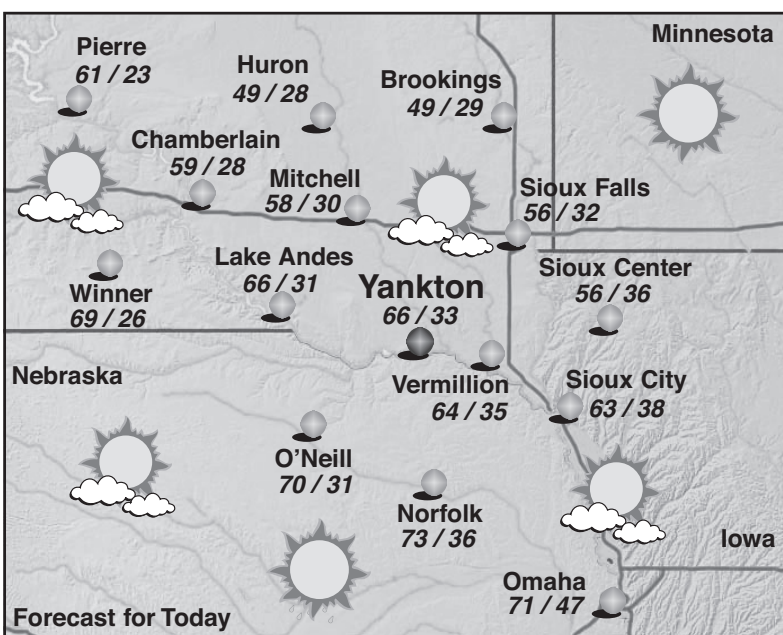 Minnesota
Pierre
61 / 23
Huron
49 / 28
Brookings
49 / 29
Chamberlain
59 / 28
Mitchell
58 / 30
Sioux Falls
56 / 32
Lake Andes
66 / 31
Yankton
66 / 33
Sioux Center
56 / 36
Winner
69 / 26
Nebraska
Vermillion
64 / 35
Sioux City
63 / 38
O'Neill
70 / 31
Norfolk
73 / 36
Iowa
Omaha
71 / 47
Forecast for Today